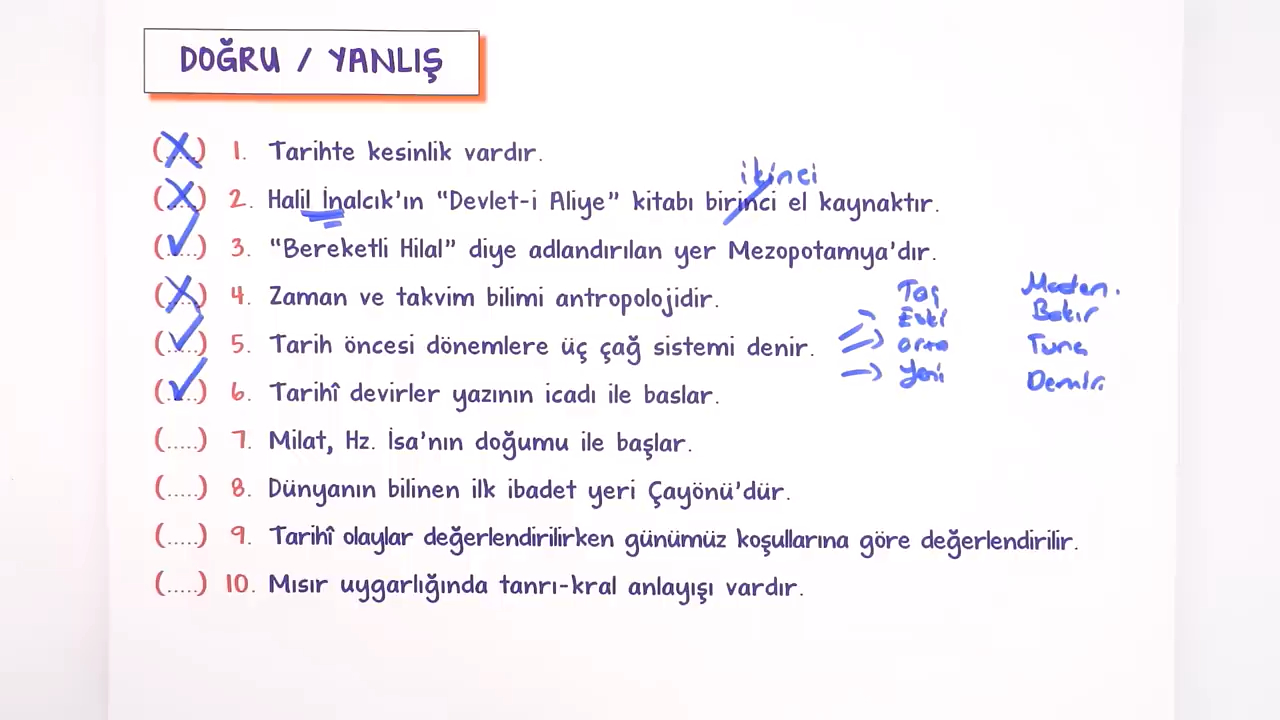 DOĞRU / YANLIŞ
(.....) 1. Tarihte kesinlik vardır.
ikinci
(.....) 2. Halil İnalcık'ın "Devlet-i Aliye" kitabı birinci el kaynaktır.
(.....) 3. "Bereketli Hilal" diye adlandırılan yer Mezopotamya'dır.
(.....) 4. Zaman ve takvim bilimi antropolojidir.
Taş Maden.
Eski Bakır
(.....) 5. Tarih öncesi dönemlere üç çağ sistemi denir.
Orta Tunç
Yeni Demir
(.....) 6. Tarihî devirler yazının icadı ile baslar.
(.....) 7. Milat, Hz. İsa'nın doğumu ile başlar.
(.....) 8. Dünyanın bilinen ilk ibadet yeri Çayönü'dür.
(.....) 9. Tarihî olaylar değerlendirilirken günümüz koşullarına göre değerlendirilir.
(.....) 10. Mısır uygarlığında tanrı-kral anlayışı vardır.